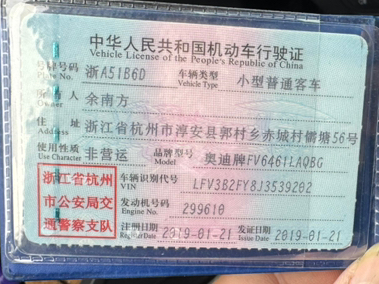 中华人民共和国机动车行驶证
Vehicle License of the People's Republic of China
号牌号码 浙A51B6D 车辆类型 小型普通客车
Plate No. Vehicle Type
所有人 余南方
Owner
住址 浙江省杭州市淳安县郭村乡赤城村镭塘56号
Address
使用性质 非营运 品牌型号 奥迪牌FV6461LAQBG
Use Character Model
浙江省杭州
市公安局交
通警察支队
车辆识别代号 LFV3B2FY8J3539202
VIN
发动机号码 299610
Engine No.
注册日期 2019-01-21 发证日期 2019-01-21
Register Date Issue Date